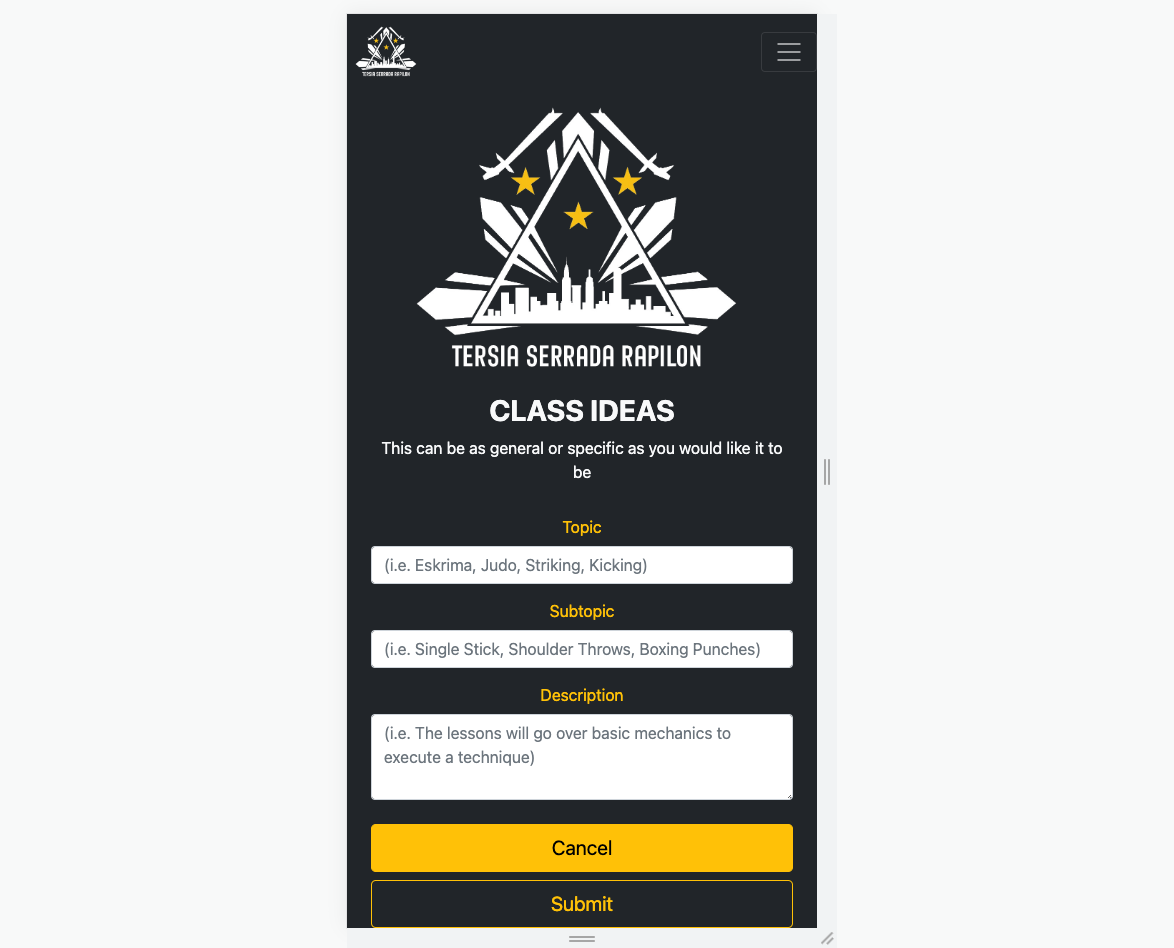 TERSIA SERRADA RAPILON
TERSIA SERRADA RAPILON
CLASS IDEAS
This can be as general or specific as you would like it to
be
Topic
(i.e. Eskrima, Judo, Striking, Kicking)
Subtopic
(i.e. Single Stick, Shoulder Throws, Boxing Punches)
Description
(i.e. The lessons will go over basic mechanics to
execute a technique)
Cancel
Submit